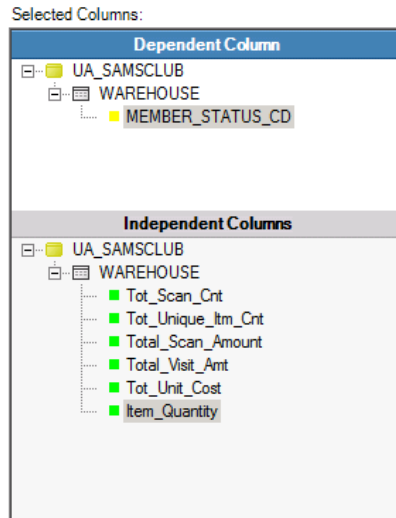 Selected Columns:
Dependent Column
UA_SAMSCLUB
WAREHOUSE
MEMBER_STATUS_CD
Independent Columns
UA_SAMSCLUB
WAREHOUSE
Tot_Scan_Cnt
Tot_Unique_Itm_Cnt
Total_Scan_Amount
Total_Visit_Amt
Tot_Unit_Cost
Item_Quantity